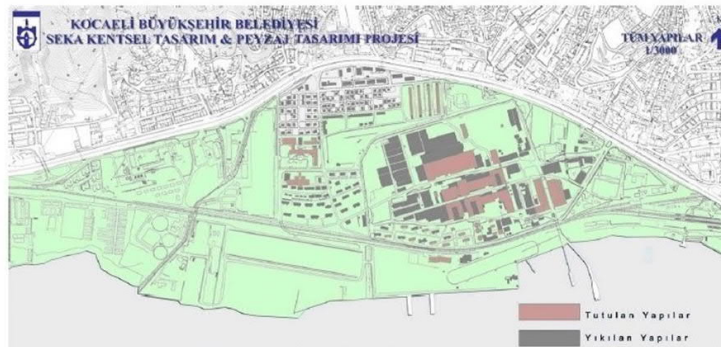 KOCAELİ BÜYÜKŞEHİR BELEDİYESİ
SEKA KENTSEL TASARIM & PEYZAJ TASARIMI PROJESİ
TÜM YAPILAR
1/3000
Tutulan Yapılar
Yıkılan Yapılar